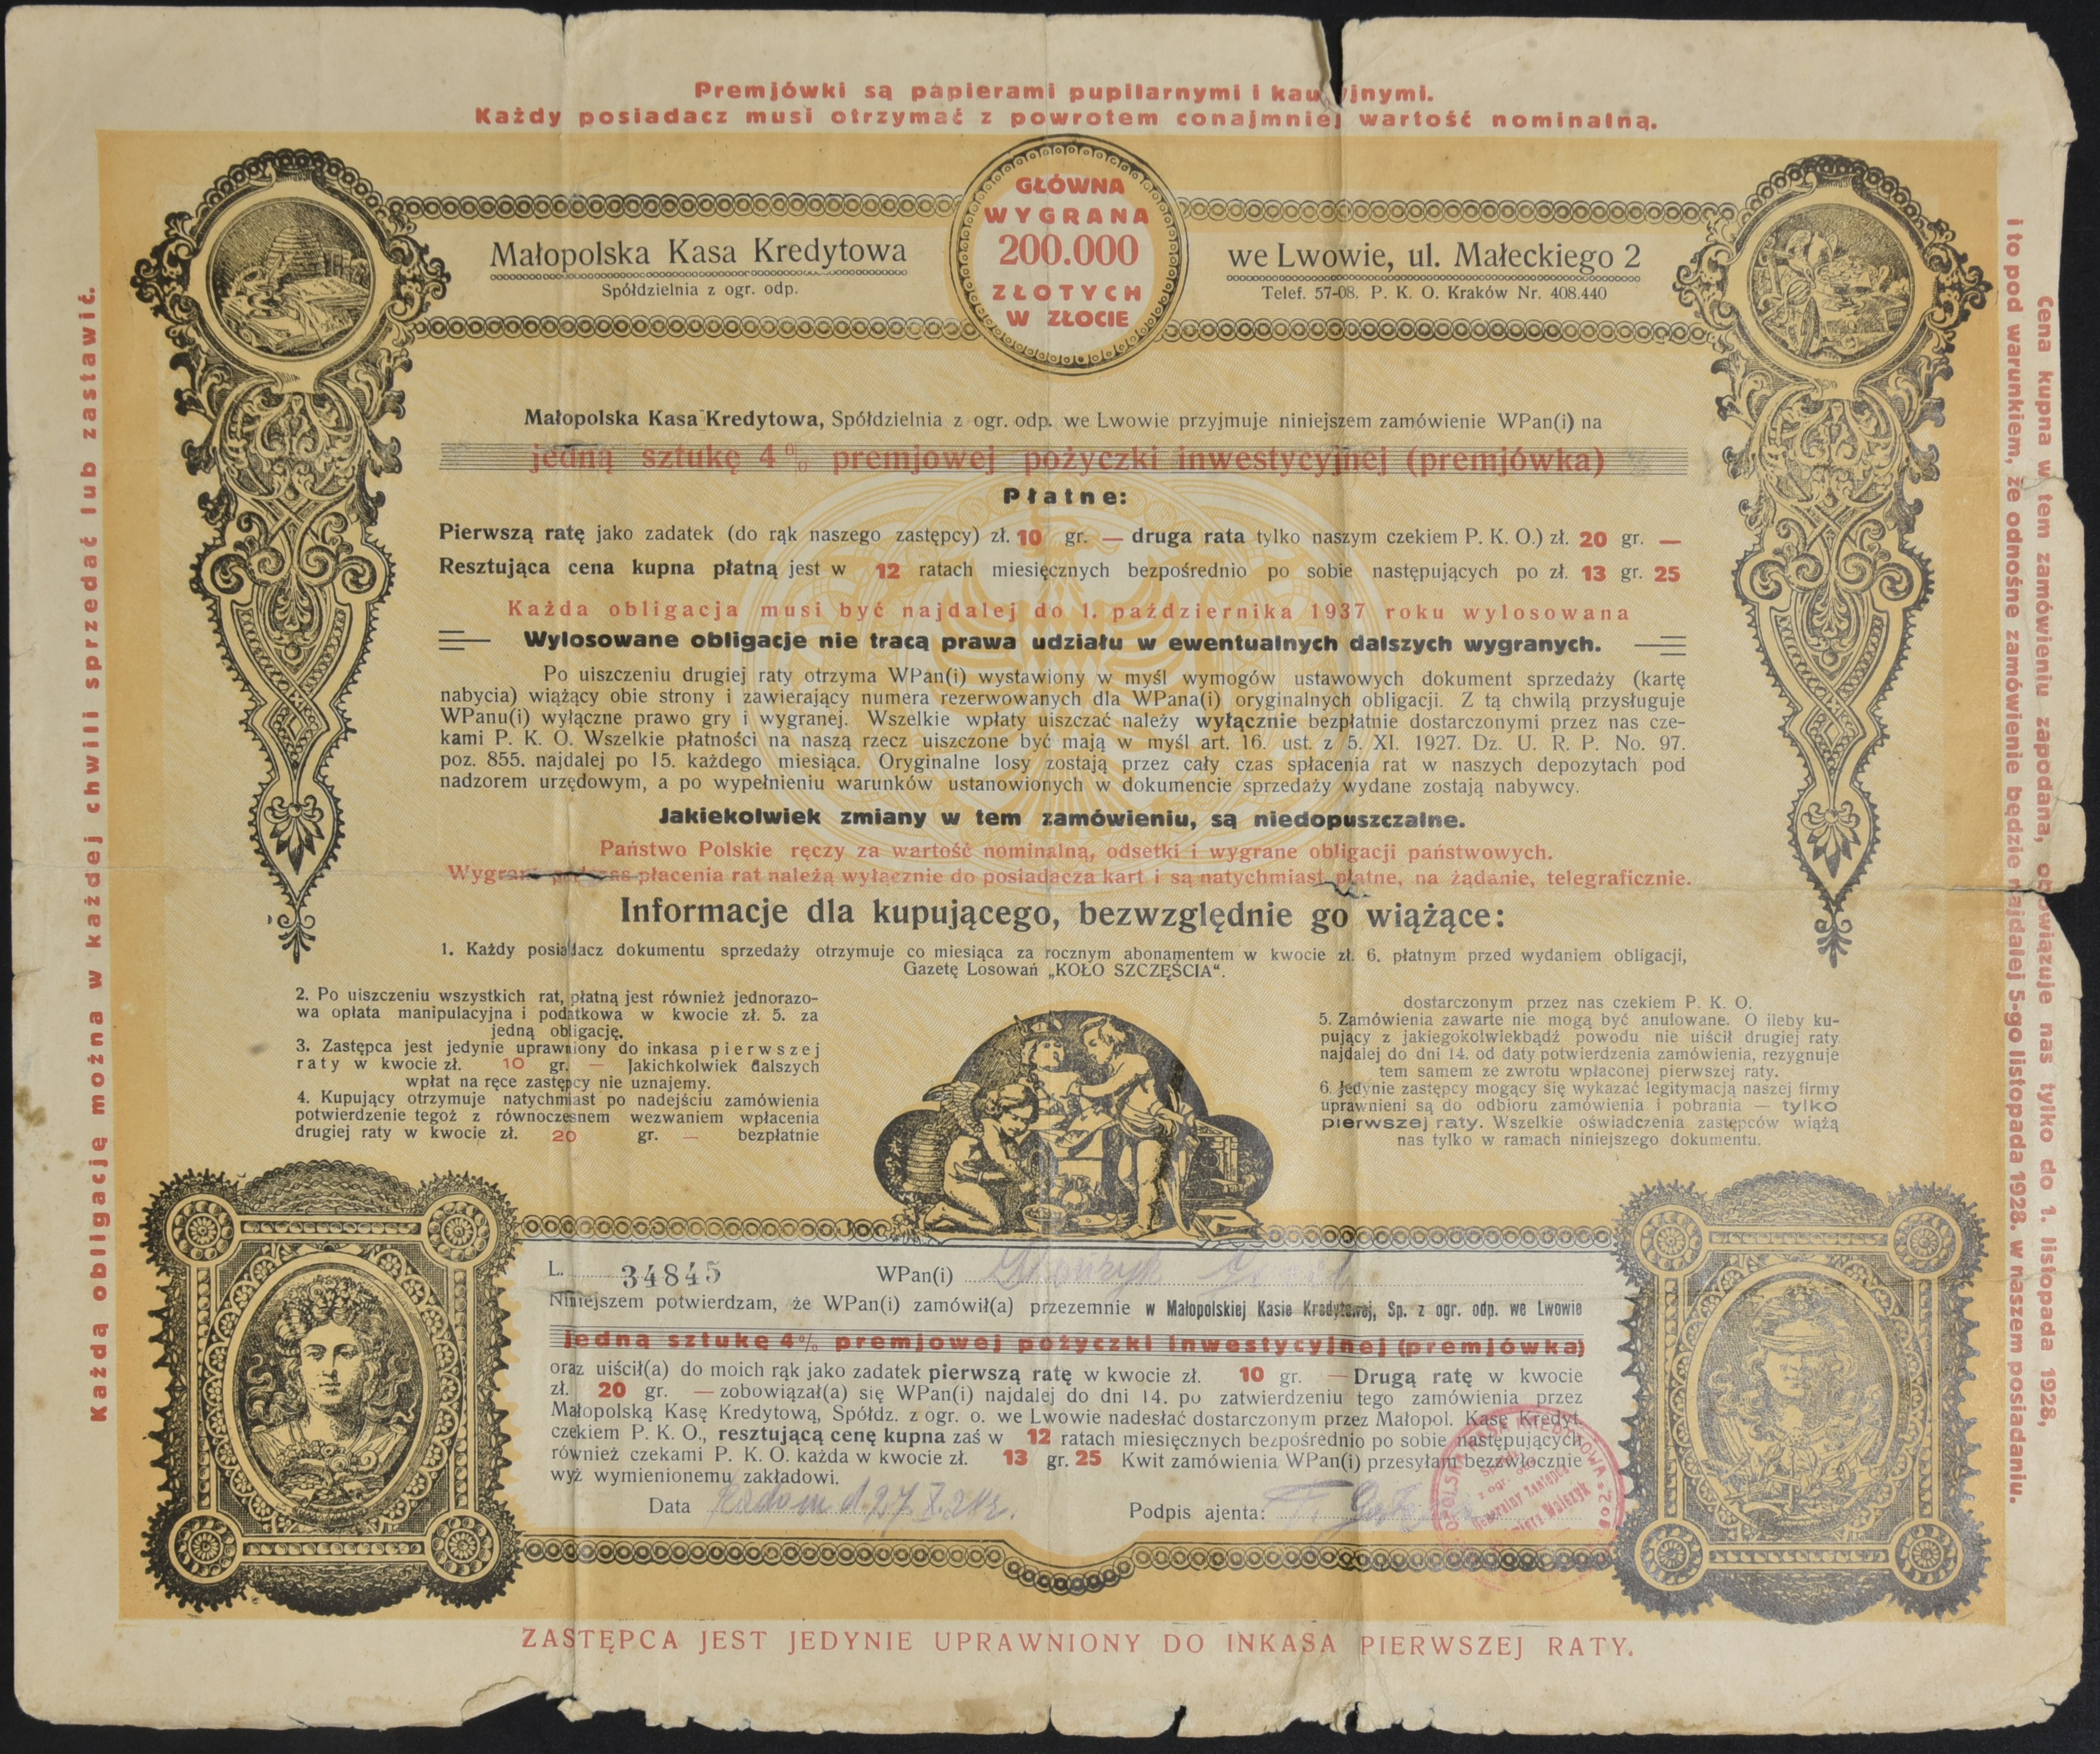 Premjówki są papierami pupilarnymi i kaucyjnymi.
Każdy posiadacz musi otrzymać z powrotem conajmniej wartość nominalną.
GŁÓWNA
WYGRANA
200.000
ZŁOTYCH
W ZŁOCIE
Małopolska Kasa Kredytowa
Spółdzielnia z ogr. odp.
we Lwowie, ul. Małeckiego 2
Telef. 57-08. P. K. O. Kraków Nr. 408.440
Małopolska Kasa Kredytowa, Spółdzielnia z ogr. odp. we Lwowie przyjmuje niniejszem zamówienie WPan(i) na
jedną sztukę 4% premjowej pożyczki inwestycyjnej (premjówka)
Płatne:
Pierwszą ratę jako zadatek (do rąk naszego zastępcy) zł. 10 gr. — druga rata tylko naszym czekiem P. K. O.) zł. 20 gr. —
Resztująca cena kupna płatną jest w 12 ratach miesięcznych bezpośrednio po sobie następujących po zł. 13 gr. 25
Każda obligacja musi być najdalej do 1. października 1937 roku wylosowana
Wylosowane obligacje nie tracą prawa udziału w ewentualnych dalszych wygranych.
Po uiszczeniu drugiej raty otrzyma WPan(i) wystawiony w myśl wymogów ustawowych dokument sprzedaży (kartę
nabycia) wiążący obie strony i zawierający numera rezerwowanych dla WPana(i) oryginalnych obligacji. Z tą chwilą przysługuje
WPanu(i) wyłączne prawo gry i wygranej. Wszelkie wpłaty uiszczać należy wyłącznie bezpłatnie dostarczonymi przez nas cze-
kami P. K. O. Wszelkie płatności na naszą rzecz uiszczone być mają w myśl art. 16. ust. z 5. XI. 1927. Dz. U. R. P. No. 97.
poz. 855. najdalej po 15. każdego miesiąca. Oryginalne losy zostają przez cały czas spłacenia rat w naszych depozytach pod
nadzorem urzędowym, a po wypełnieniu warunków ustanowionych w dokumencie sprzedaży wydane zostają nabywcy.
Jakiekolwiek zmiany w tem zamówieniu, są niedopuszczalne.
Państwo Polskie ręczy za wartość nominalną, odsetki i wygrane obligacji państwowych.
Wygrane podczas płacenia rat należą wyłącznie do posiadacza kart i są natychmiast płatne, na żądanie, telegraficznie.
Informacje dla kupującego, bezwzględnie go wiążące:
1. Każdy posiadacz dokumentu sprzedaży otrzymuje co miesiąca za rocznym abonamentem w kwocie zł. 6. płatnym przed wydaniem obligacji,
Gazetę Losowań „KOŁO SZCZĘŚCIA“.
2. Po uiszczeniu wszystkich rat, płatną jest również jednorazo-
wa opłata manipulacyjna i podatkowa w kwocie zł. 5. za
jedną obligację.
3. Zastępca jest jedynie uprawniony do inkasa pierwszej
raty w kwocie zł. 10 gr. — Jakichkolwiek dalszych
wpłat na ręce zastępcy nie uznajemy.
4. Kupujący otrzymuje natychmiast po nadejściu zamówienia
potwierdzenie tegoż z równoczesnem wezwaniem wpłacenia
drugiej raty w kwocie zł. 20 gr. — bezpłatnie
dostarczonym przez nas czekiem P. K. O.
5. Zamówienia zawarte nie mogą być anulowane. O ileby ku-
pujący z jakiegokolwiekbądź powodu nie uiścił drugiej raty
najdalej do dni 14. od daty potwierdzenia zamówienia, rezygnuje
tem samem ze zwrotu wpłaconej pierwszej raty.
6. Jedynie zastępcy mogący się wykazać legitymacją naszej firmy
uprawnieni są do odbioru zamówienia i pobrania — tylko
pierwszej raty. Wszelkie oświadczenia zastępców wiążą
nas tylko w ramach niniejszego dokumentu.
L. 34845 WPan(i)
Niniejszem potwierdzam, że WPan(i) zamówił(a) przezemnie w Małopolskiej Kasie Kredytowej, Sp. z ogr. odp. we Lwowie
jedną sztukę 4% premjowej pożyczki inwestycyjnej (premjówka)
oraz uiścił(a) do moich rąk jako zadatek pierwszą ratę w kwocie zł. 10 gr. — Drugą ratę w kwocie
zł. 20 gr. — zobowiązał(a) się WPan(i) najdalej do dni 14. po zatwierdzeniu tego zamówienia przez
Małopolską Kasę Kredytową, Spółdz. z ogr. o. we Lwowie nadesłać dostarczonym przez Małopol. Kasę Kredyt.
czekiem P. K. O., resztującą cenę kupna zaś w 12 ratach miesięcznych bezpośrednio po sobie następujących
również czekami P. K. O. każda w kwocie zł. 13 gr. 25 Kwit zamówienia WPan(i) przesyłam bezzwłocznie
wyż wymienionemu zakładowi.
Data Radom d. 27 X. 28 r.
Podpis ajenta:
Generalny Zastępca
Walczyk
ZASTĘPCA JEST JEDYNIE UPRAWNIONY DO INKASA PIERWSZEJ RATY.
Każdą obligację można w każdej chwili sprzedać lub zastawić.
Cena kupna w tem zamówieniu zapodana, obowiązuje nas tylko do 1. listopada 1928,
i to pod warunkiem, że odnośne zamówienie będzie najdalej 5-go listopada 1928. w naszem posiadaniu.